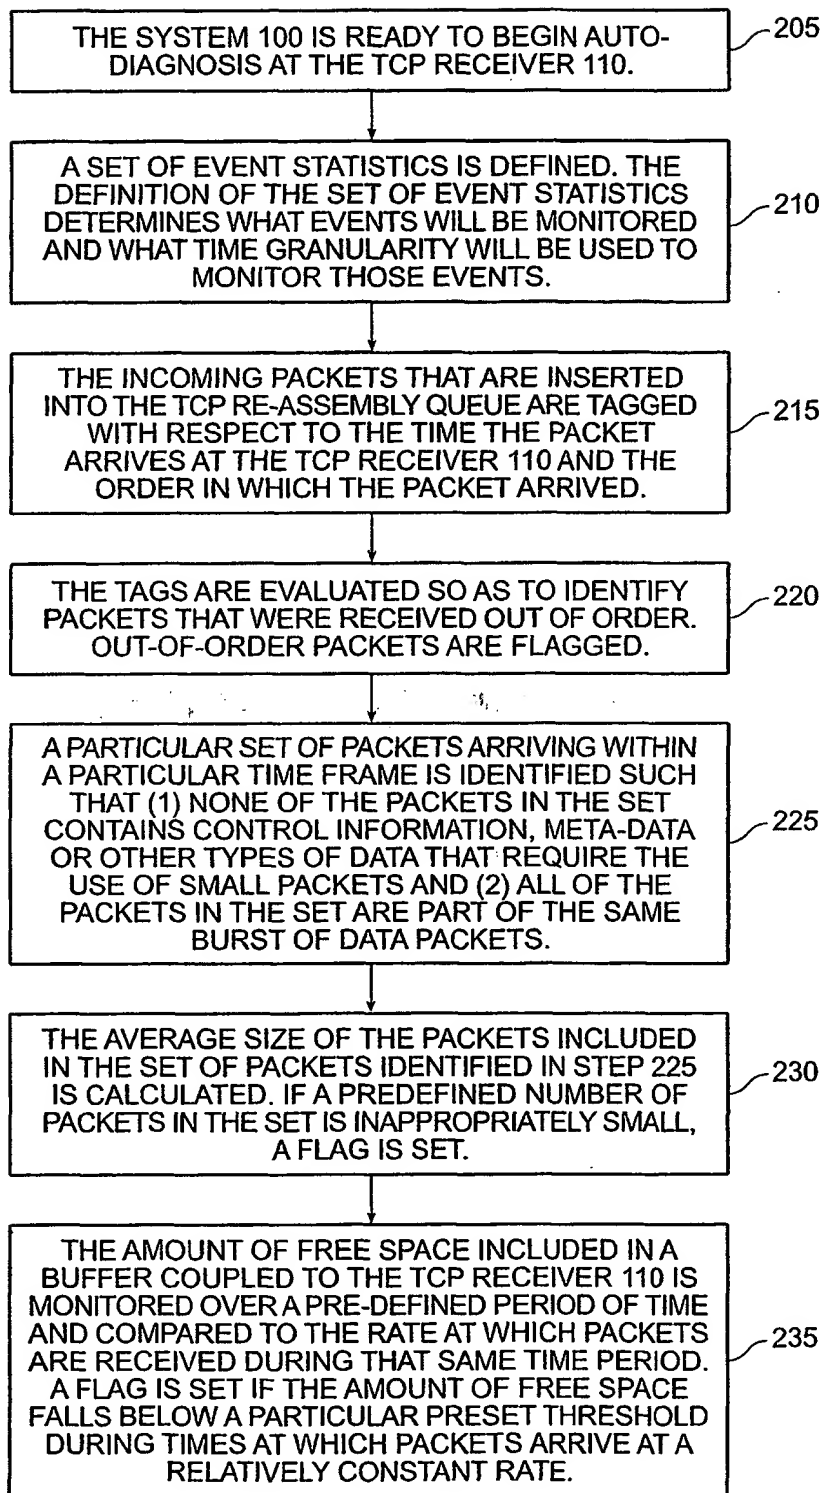 THE SYSTEM 100 IS READY TO BEGIN AUTO-
DIAGNOSIS AT THE TCP RECEIVER 110.
205
A SET OF EVENT STATISTICS IS DEFINED. THE
DEFINITION OF THE SET OF EVENT STATISTICS
DETERMINES WHAT EVENTS WILL BE MONITORED
AND WHAT TIME GRANULARITY WILL BE USED TO
MONITOR THOSE EVENTS.
210
THE INCOMING PACKETS THAT ARE INSERTED
INTO THE TCP RE-ASSEMBLY QUEUE ARE TAGGED
WITH RESPECT TO THE TIME THE PACKET
ARRIVES AT THE TCP RECEIVER 110 AND THE
ORDER IN WHICH THE PACKET ARRIVED.
215
THE TAGS ARE EVALUATED SO AS TO IDENTIFY
PACKETS THAT WERE RECEIVED OUT OF ORDER.
OUT-OF-ORDER PACKETS ARE FLAGGED.
220
A PARTICULAR SET OF PACKETS ARRIVING WITHIN
A PARTICULAR TIME FRAME IS IDENTIFIED SUCH
THAT (1) NONE OF THE PACKETS IN THE SET
CONTAINS CONTROL INFORMATION, META-DATA
OR OTHER TYPES OF DATA THAT REQUIRE THE
USE OF SMALL PACKETS AND (2) ALL OF THE
PACKETS IN THE SET ARE PART OF THE SAME
BURST OF DATA PACKETS.
225
THE AVERAGE SIZE OF THE PACKETS INCLUDED
IN THE SET OF PACKETS IDENTIFIED IN STEP 225
IS CALCULATED. IF A PREDEFINED NUMBER OF
PACKETS IN THE SET IS INAPPROPRIATELY SMALL,
A FLAG IS SET.
230
THE AMOUNT OF FREE SPACE INCLUDED IN A
BUFFER COUPLED TO THE TCP RECEIVER 110 IS
MONITORED OVER A PRE-DEFINED PERIOD OF TIME
AND COMPARED TO THE RATE AT WHICH PACKETS
ARE RECEIVED DURING THAT SAME TIME PERIOD.
A FLAG IS SET IF THE AMOUNT OF FREE SPACE
FALLS BELOW A PARTICULAR PRESET THRESHOLD
DURING TIMES AT WHICH PACKETS ARRIVE AT A
RELATIVELY CONSTANT RATE.
235